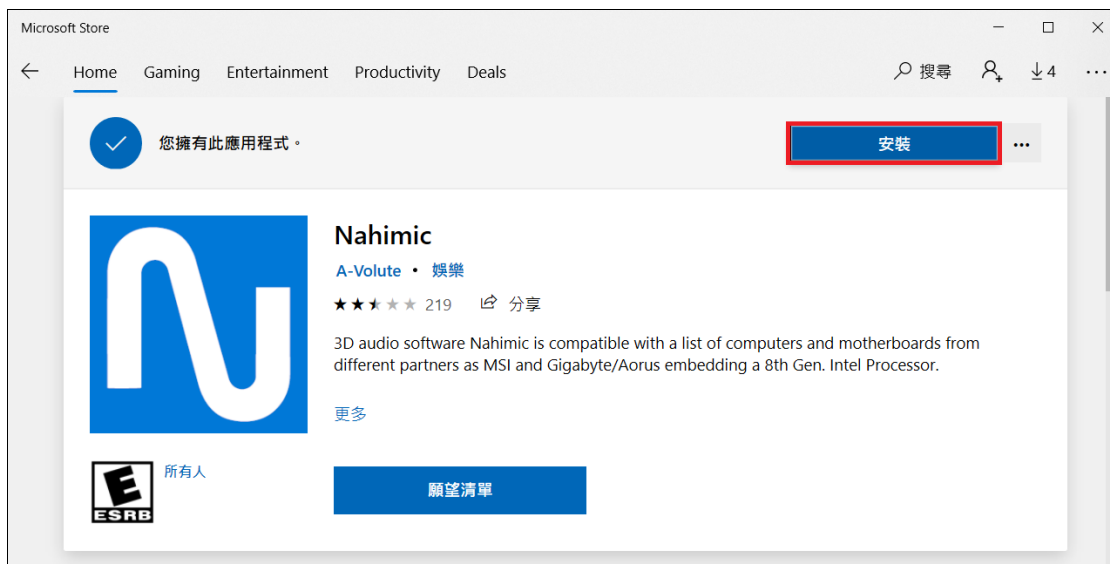 Microsoft Store
Home Gaming Entertainment Productivity Deals 搜尋 4
您擁有此應用程式。 安裝
Nahimic
A-Volute • 娛樂
219 分享
3D audio software Nahimic is compatible with a list of computers and motherboards from
different partners as MSI and Gigabyte/Aorus embedding a 8th Gen. Intel Processor.
更多
E 所有人
ESRB
願望清單